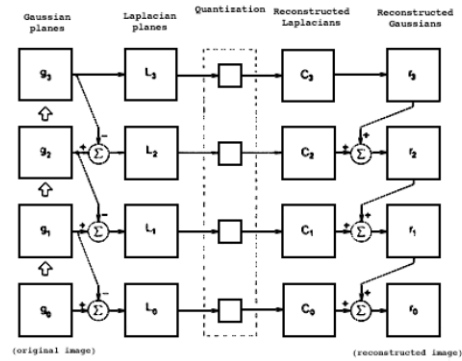 Gaussian planes
Laplacian planes
Quantization
Reconstructed Laplacians
Reconstructed Gaussians
g3 L3 C3 r3
− +
g2 + Σ L2 C2 + Σ r2
− +
g1 + Σ L1 C1 + Σ r1
− +
g0 + Σ L0 C0 + Σ r0
(original image) (reconstructed image)